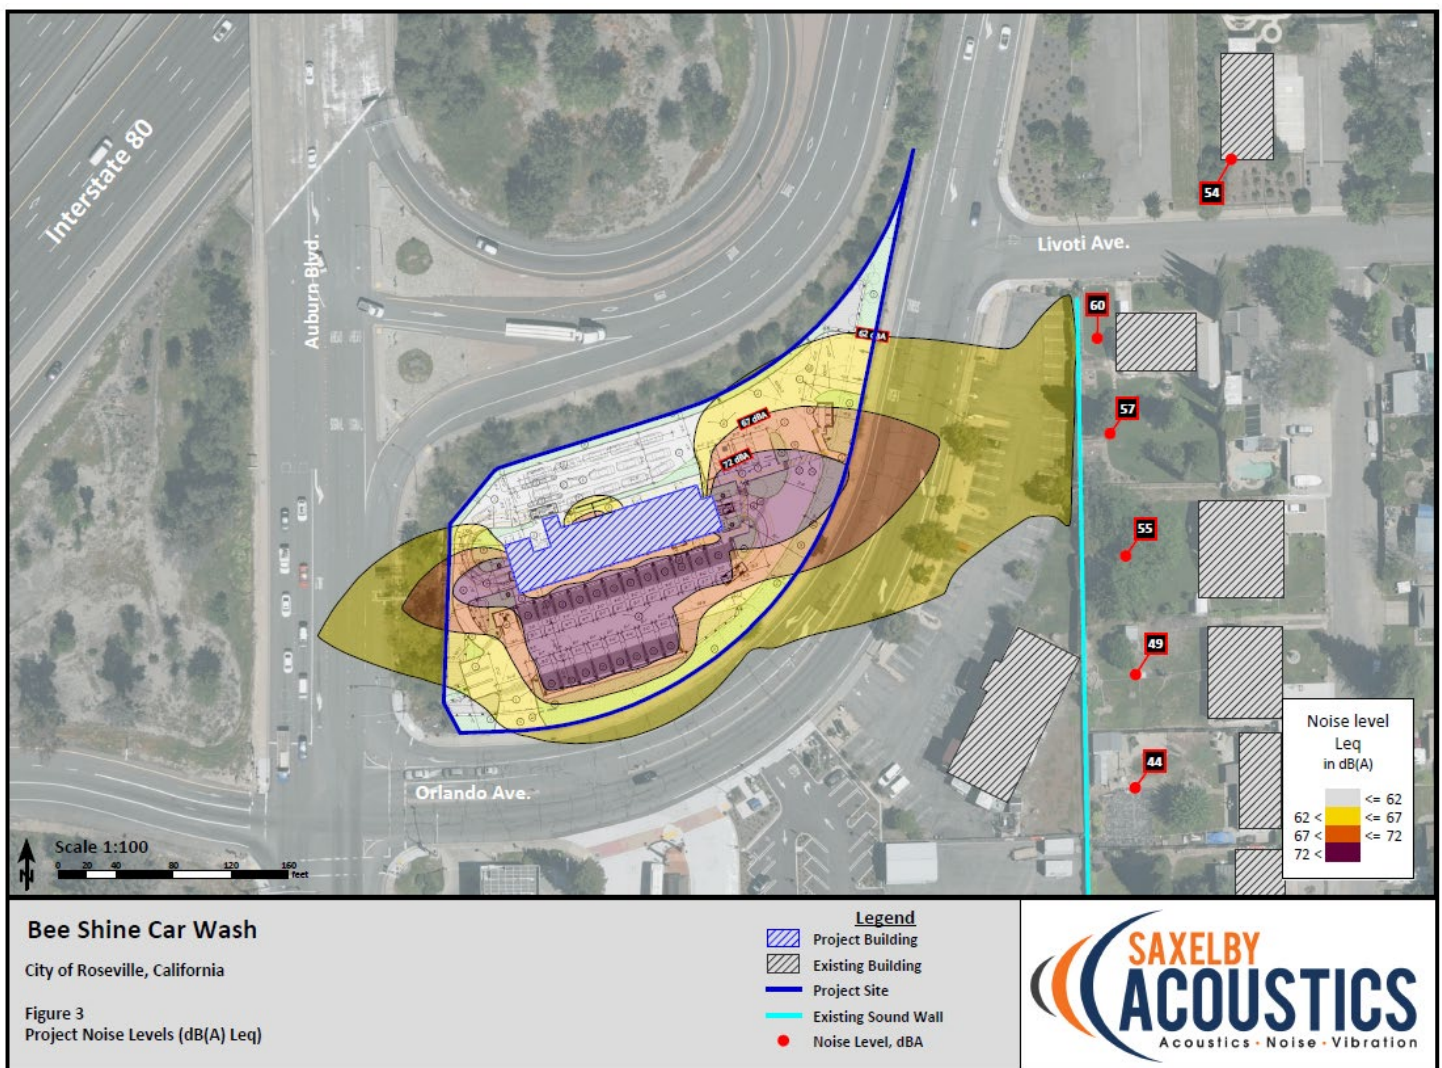 Interstate 80
Auburn Blvd.
54
Livoti Ave.
60
62 dBA
57
67 dBA
72 dBA
55
49
44
Orlando Ave.
Noise level
Leq
in dB(A)
<= 62
62 < <= 67
67 < <= 72
72 <
Scale 1:100
0 20 40 80 120 160
feet
N
Bee Shine Car Wash
City of Roseville, California
Figure 3
Project Noise Levels (dB(A) Leq)
Legend
Project Building
Existing Building
Project Site
Existing Sound Wall
Noise Level, dBA
SAXELBY
ACOUSTICS
Acoustics · Noise · Vibration